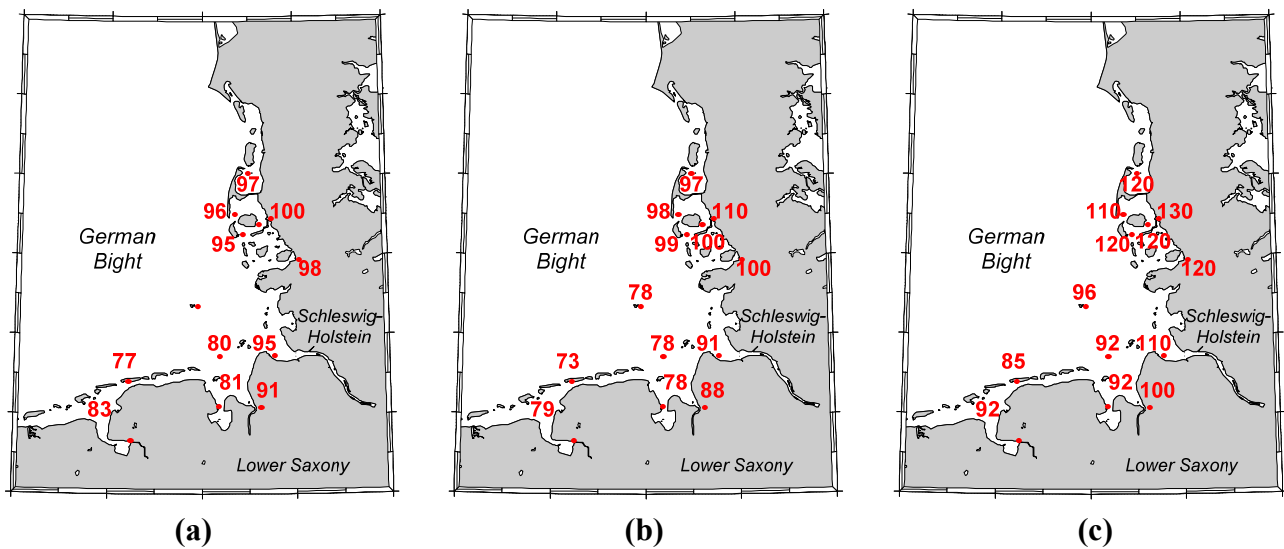 97
96
100
95
German
Bight
98
Schleswig-
Holstein
80
95
77
81
91
83
Lower Saxony
(a)
97
98
110
99
100
German
Bight
100
78
Schleswig-
Holstein
78
91
73
78
88
79
Lower Saxony
(b)
120
110
130
120
120
German
Bight
120
96
Schleswig-
Holstein
92
110
85
92
100
92
Lower Saxony
(c)